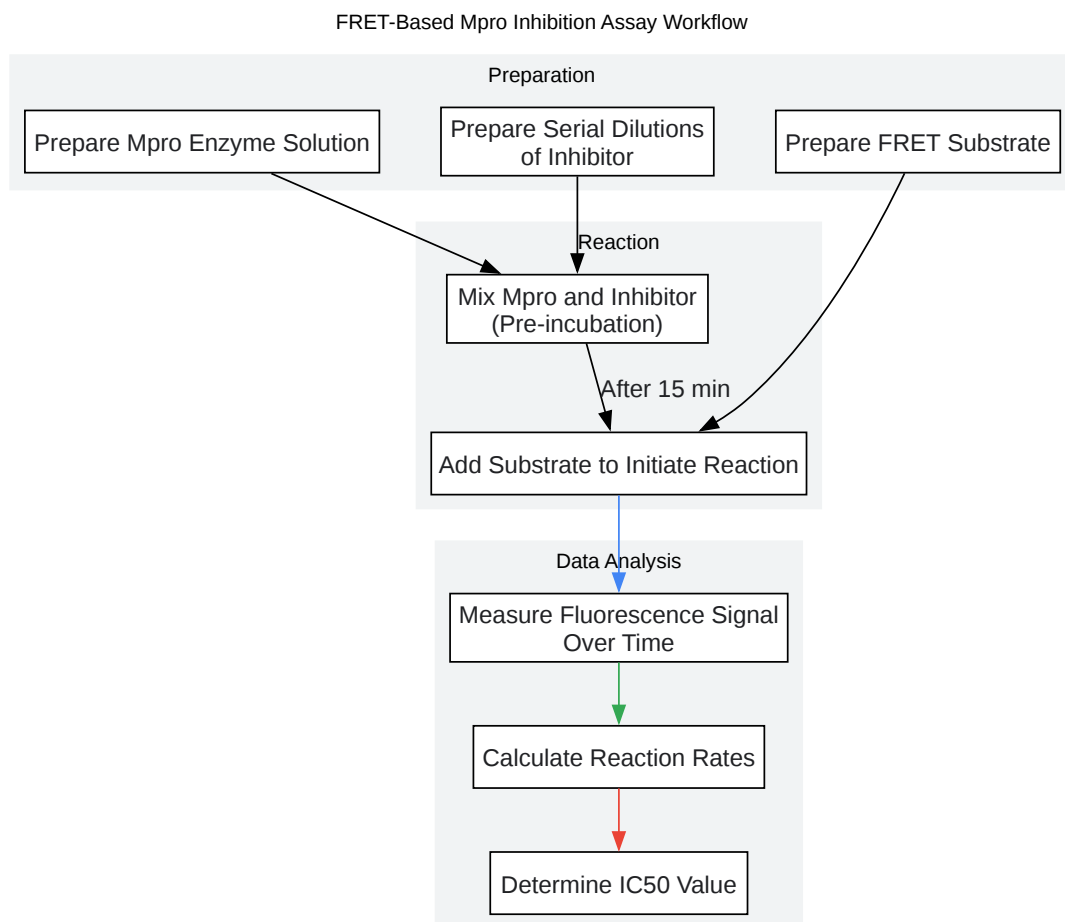 FRET-Based Mpro Inhibition Assay Workflow
Preparation
Prepare Mpro Enzyme Solution
Prepare Serial Dilutions
of Inhibitor
Prepare FRET Substrate
Reaction
Mix Mpro and Inhibitor
(Pre-incubation)
After 15 min
Add Substrate to Initiate Reaction
Data Analysis
Measure Fluorescence Signal
Over Time
Calculate Reaction Rates
Determine IC50 Value